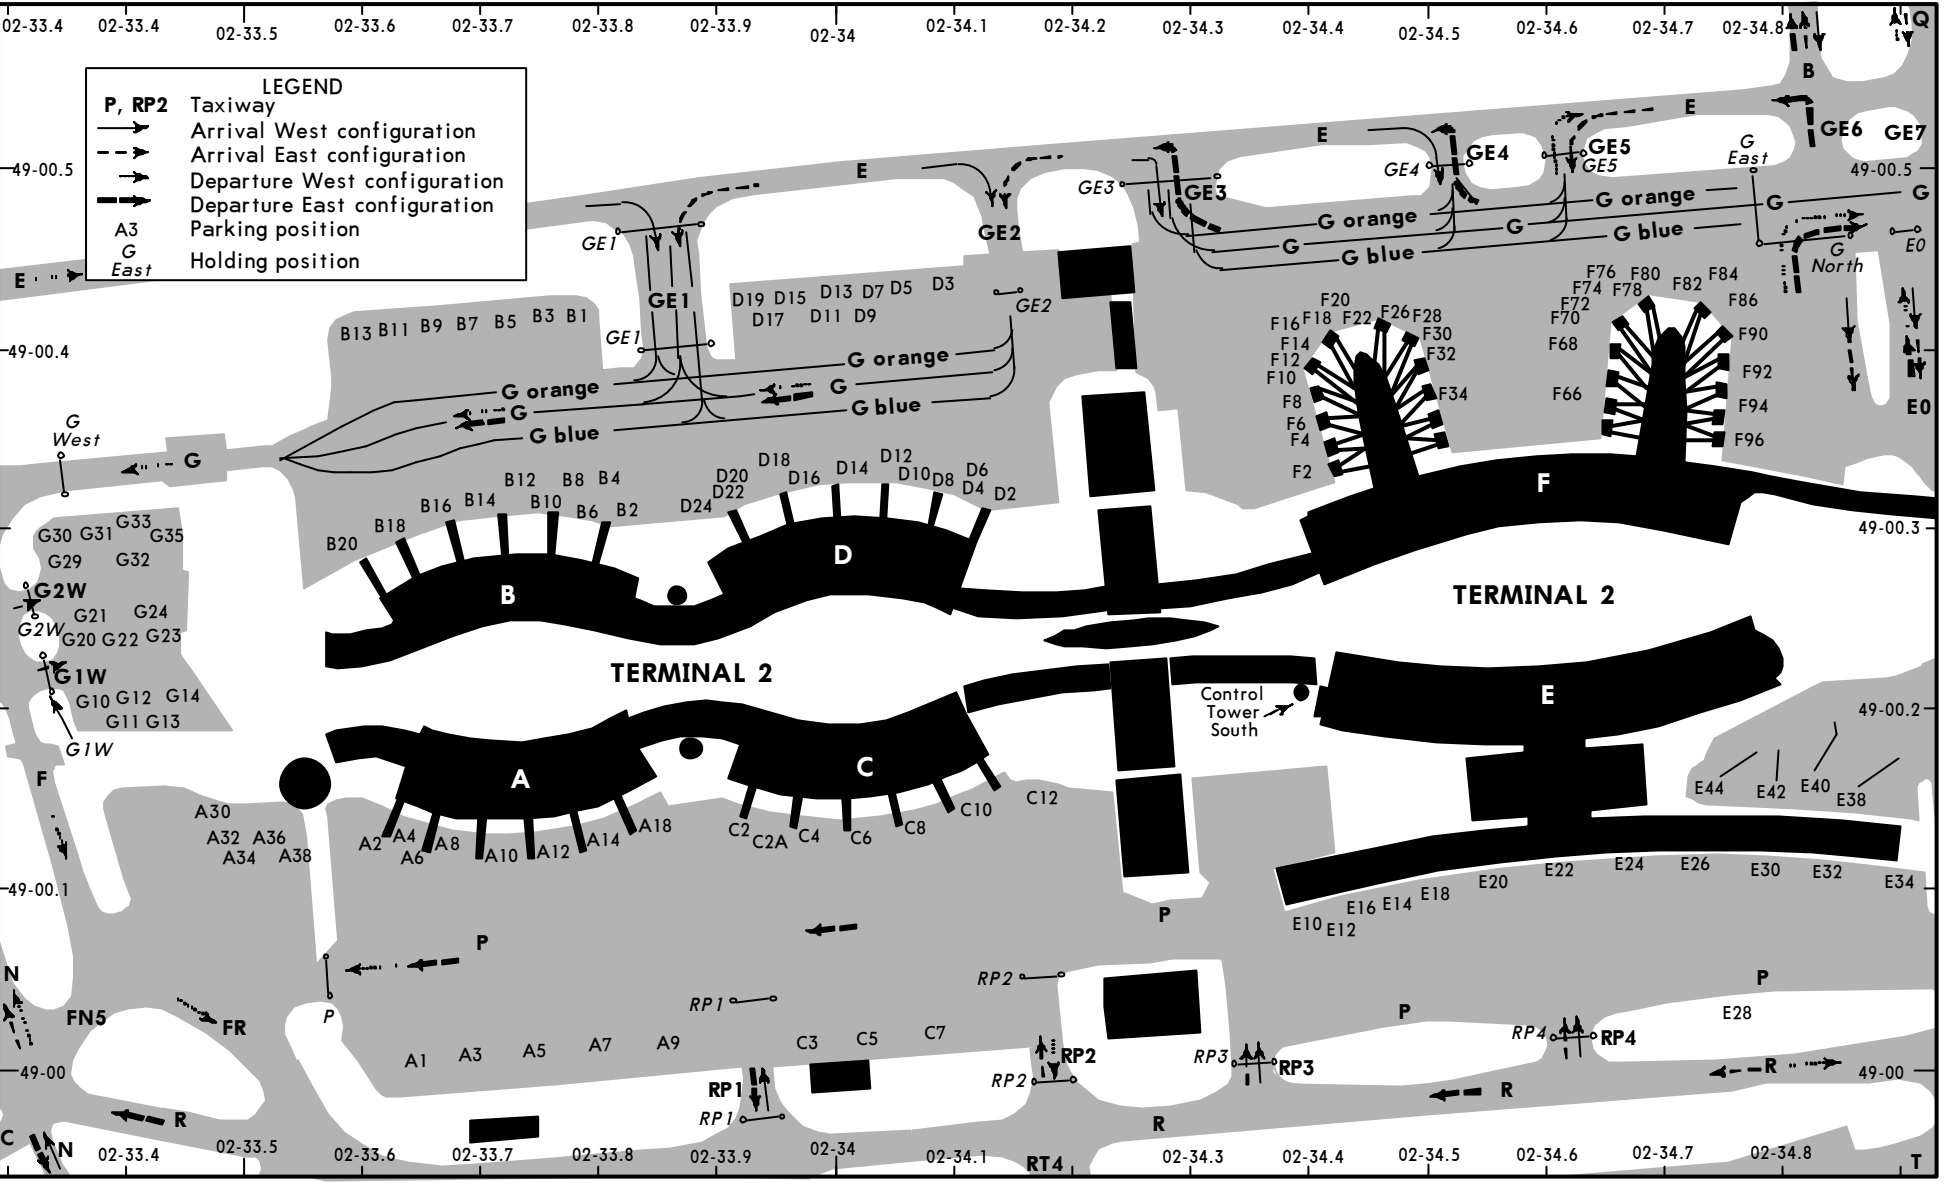 02-33.4 02-33.4 02-33.5 02-33.6 02-33.7 02-33.8 02-33.9 02-34 02-34.1 02-34.2 02-34.3 02-34.4 02-34.5 02-34.6 02-34.7 02-34.8 Q
LEGEND
P, RP2 Taxiway
Arrival West configuration
Arrival East configuration
Departure West configuration
Departure East configuration
A3 Parking position
G East Holding position
B
E
E
E
E
GE6 GE7
GE4 GE5
GE4 GE5
G
East
49-00.5 49-00.5
GE3 GE3
G orange G G
G orange
G G blue
G blue
GE1 GE2
G
North
E0
GE1
GE2
GE1
D19 D15 D13 D7 D5 D3
D17 D11 D9
B13 B11 B9 B7 B5 B3 B1
49-00.4
G orange
G orange G
G G blue
G blue
F20
F16 F18 F22 F26 F28
F14 F30
F12 F32
F10
F8 F34
F6
F4
F2
F76 F80 F84
F74 F78 F82
F72 F86
F70
F68 F90
F92
F66
F94
F96
E0
G
West
G
B12 B8 B4
B16 B14 B10 B6 B2
B20 B18
D18 D14 D12 D6
D20 D16 D10 D8 D4
D22 D2
D24
F
49-00.3
G33
G30 G31 G35
G29 G32
G2W
G21 G24
G2W
G20 G22 G23
G1W
G10 G12 G14
G11 G13
G1W
B
D
TERMINAL 2
TERMINAL 2
Control
Tower
South
E
49-00.2
F
A
C
E44 E42 E40 E38
A30
A32 A36
A34 A38
A2 A4 A6 A8 A10 A12 A14 A18
C2 C2A C4 C6 C8 C10 C12
49-00.1
E10 E12 E16 E14 E18 E20 E22 E24 E26 E30 E32 E34
P
P
N
FN5 FR
P
RP1
RP2
P
P
E28
RP4 RP4
A1 A3 A5 A7 A9 C3 C5 C7
49-00 49-00
RP2
RP2
RP3 RP3
R
RP1
RP1
R
R
R
C N
02-33.4 02-33.5 02-33.6 02-33.7 02-33.8 02-33.9 02-34 02-34.1 RT4 02-34.3 02-34.4 02-34.5 02-34.6 02-34.7 02-34.8 T